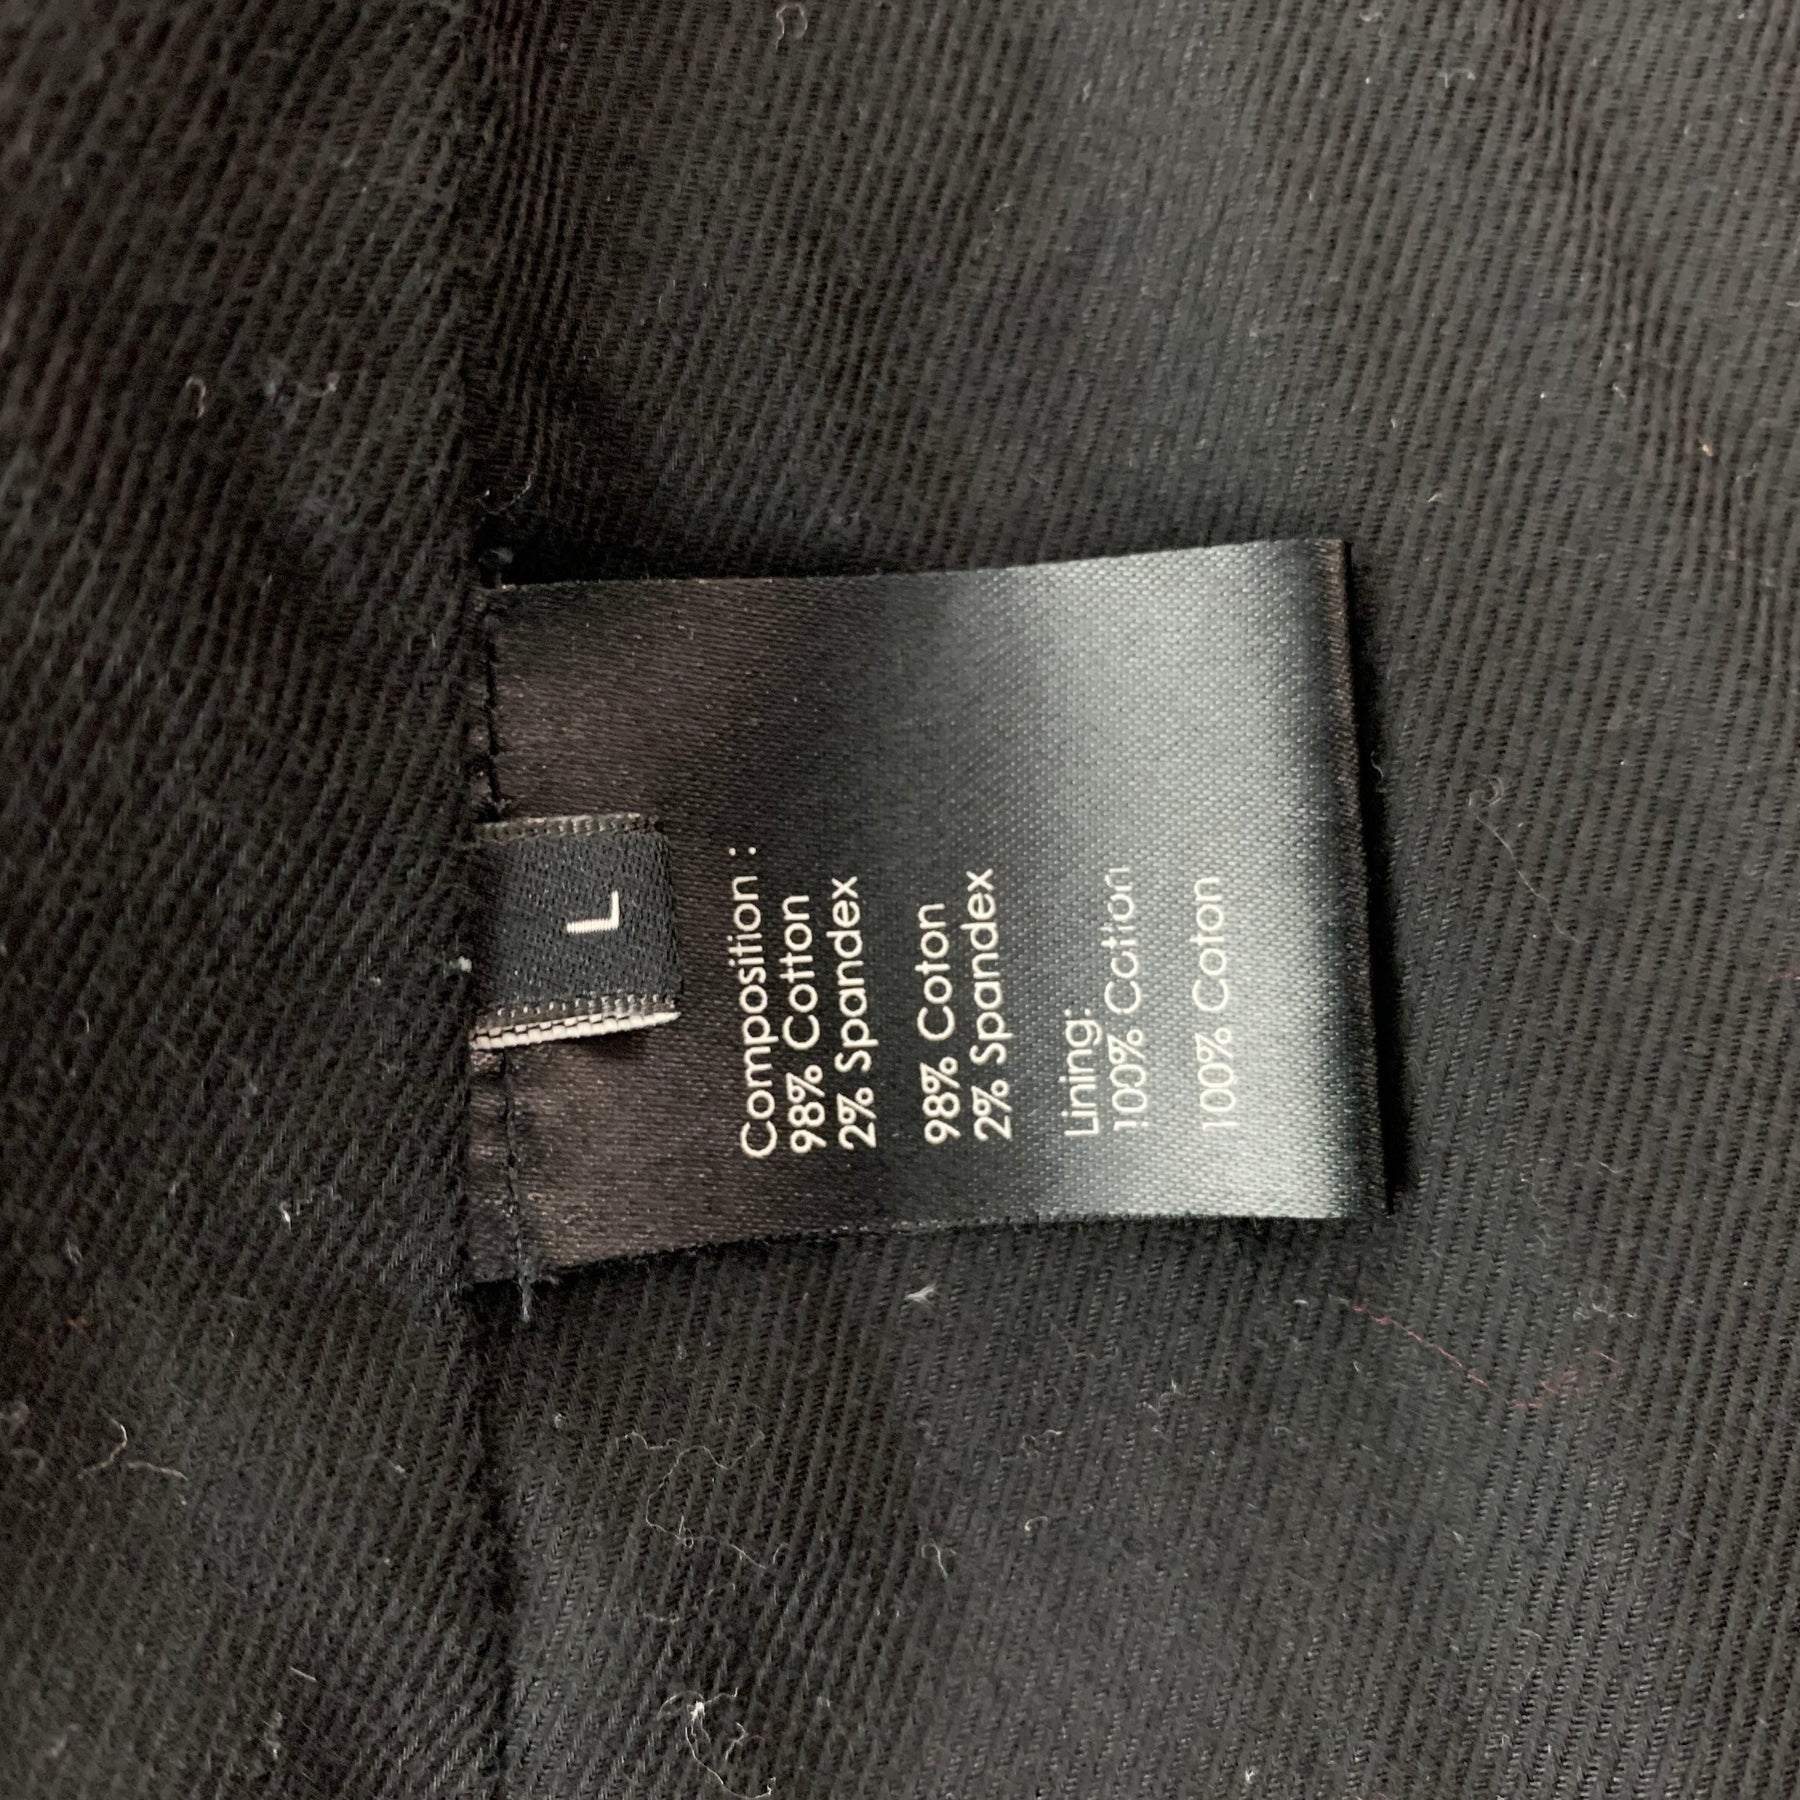 L
Composition :
98% Cotton
2% Spandex
98% Coton
2% Spandex
Lining:
100% Cotton
100% Coton